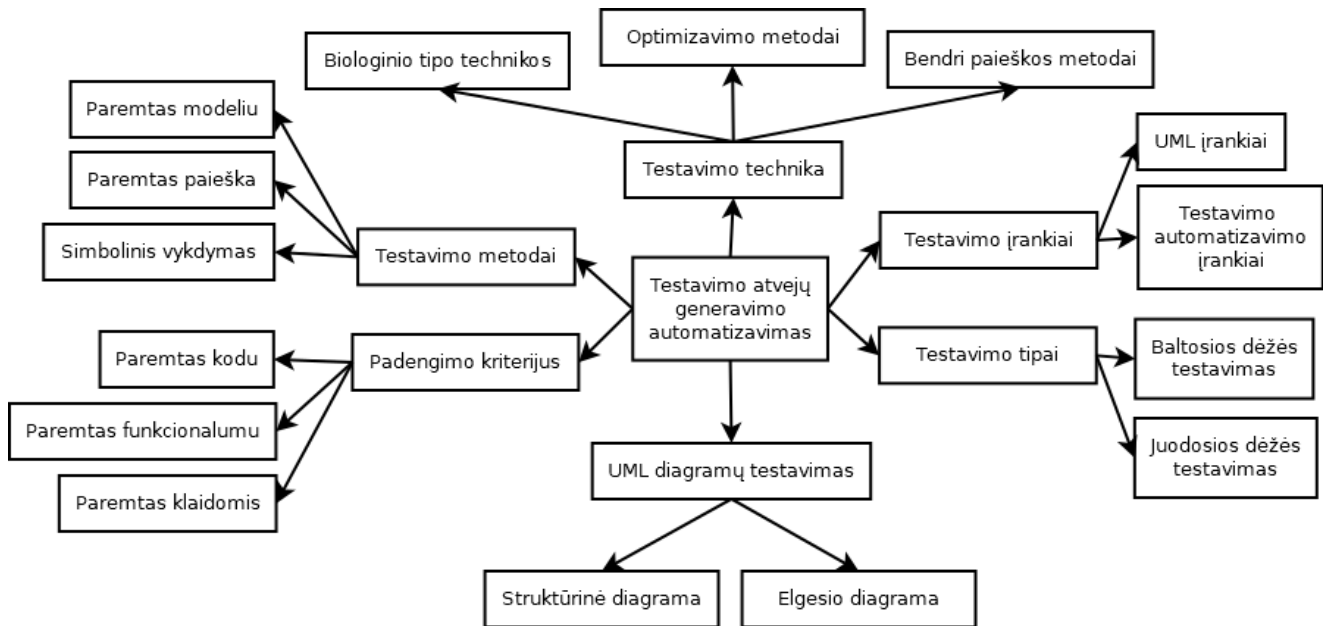 Optimizavimo metodai
Biologinio tipo technikos
Bendri paieškos metodai
Paremtas modeliu
UML įrankiai
Testavimo technika
Paremtas paieška
Testavimo
automatizavimo
įrankiai
Testavimo įrankiai
Simbolinis vykdymas
Testavimo metodai
Testavimo atvejų
generavimo
automatizavimas
Paremtas kodu
Padengimo kriterijus
Testavimo tipai
Baltosios dėžės
testavimas
Paremtas funkcionalumu
UML diagramų testavimas
Juodosios dėžės
testavimas
Paremtas klaidomis
Struktūrinė diagrama
Elgesio diagrama